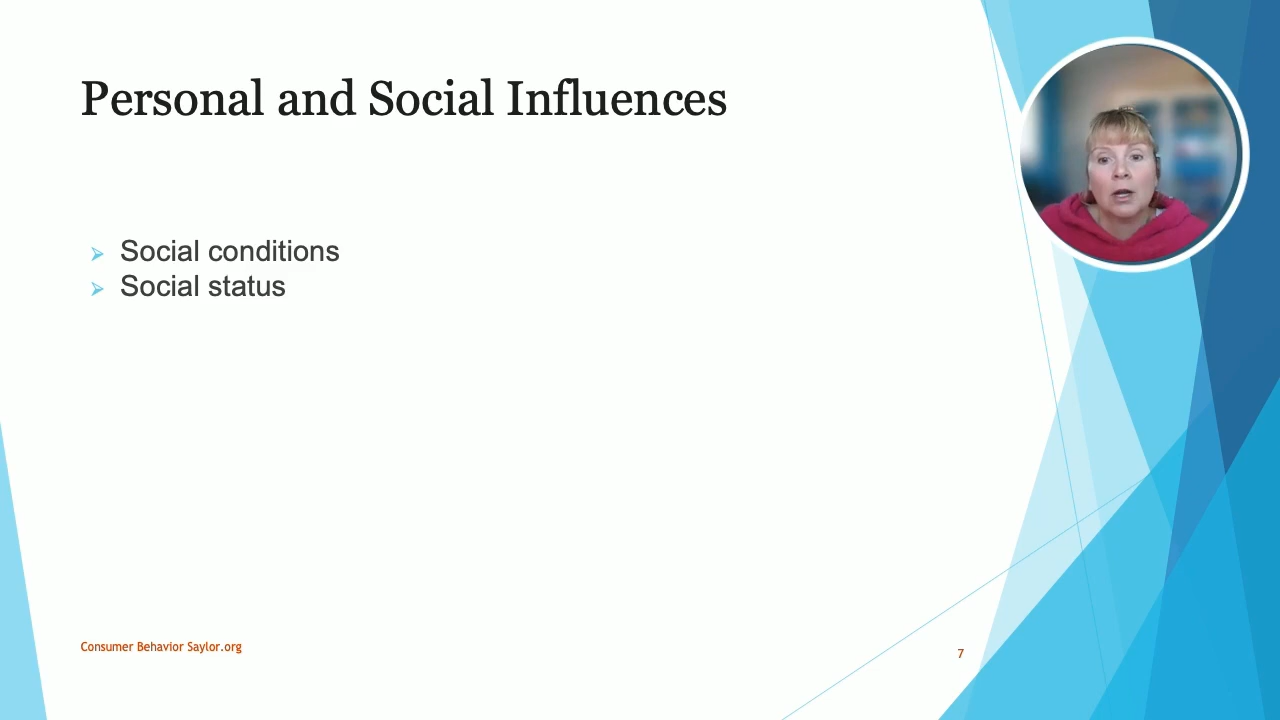 Personal and Social Influences
Social conditions
Social status
Consumer Behavior Saylor.org
7